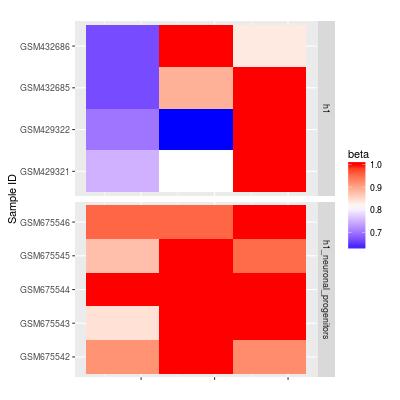 GSM432686
GSM432685
GSM429322
GSM429321
h1
GSM675546
GSM675545
GSM675544
GSM675543
GSM675542
h1_neuronal_progenitors
Sample ID
beta
1.0
0.9
0.8
0.7